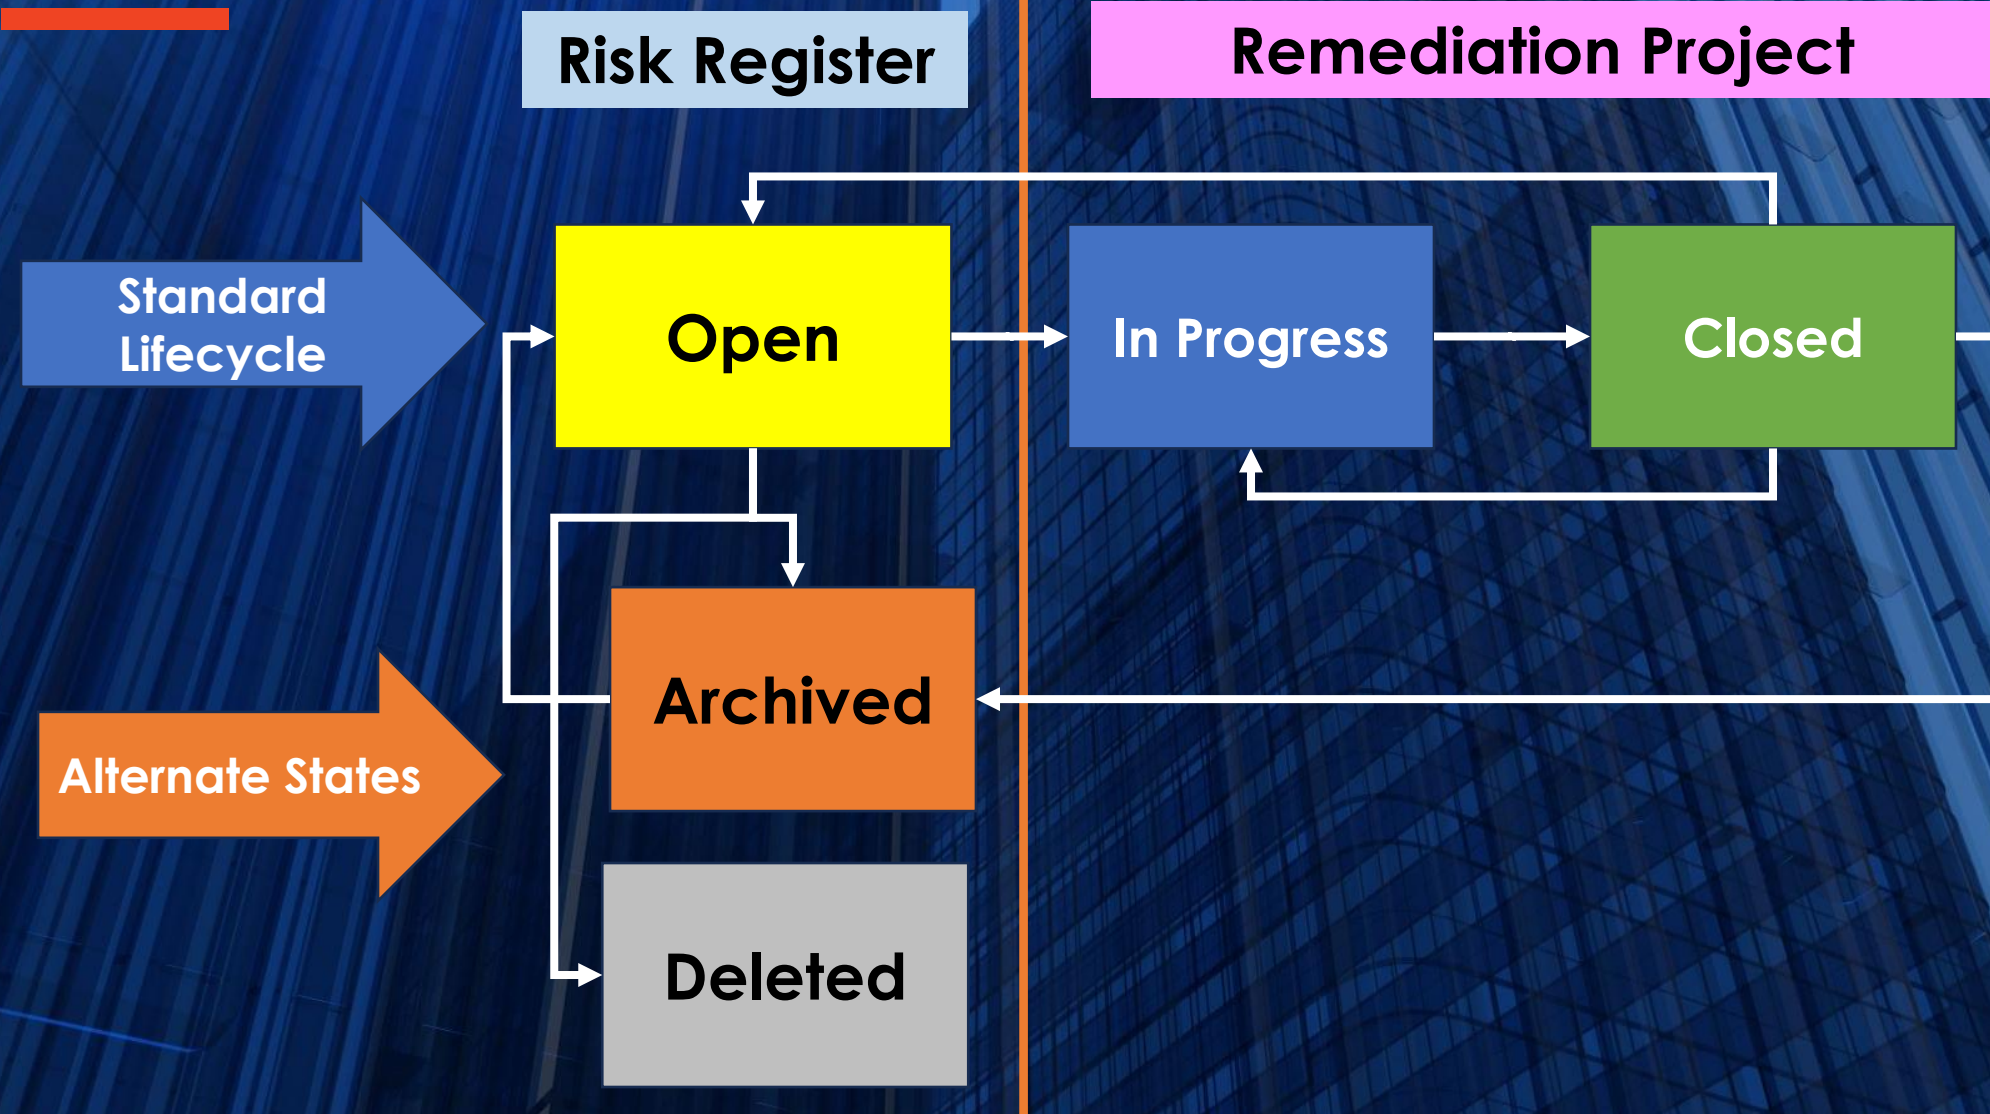 Risk Register
Remediation Project
Standard
Lifecycle
Open
In Progress
Closed
Alternate States
Archived
Deleted